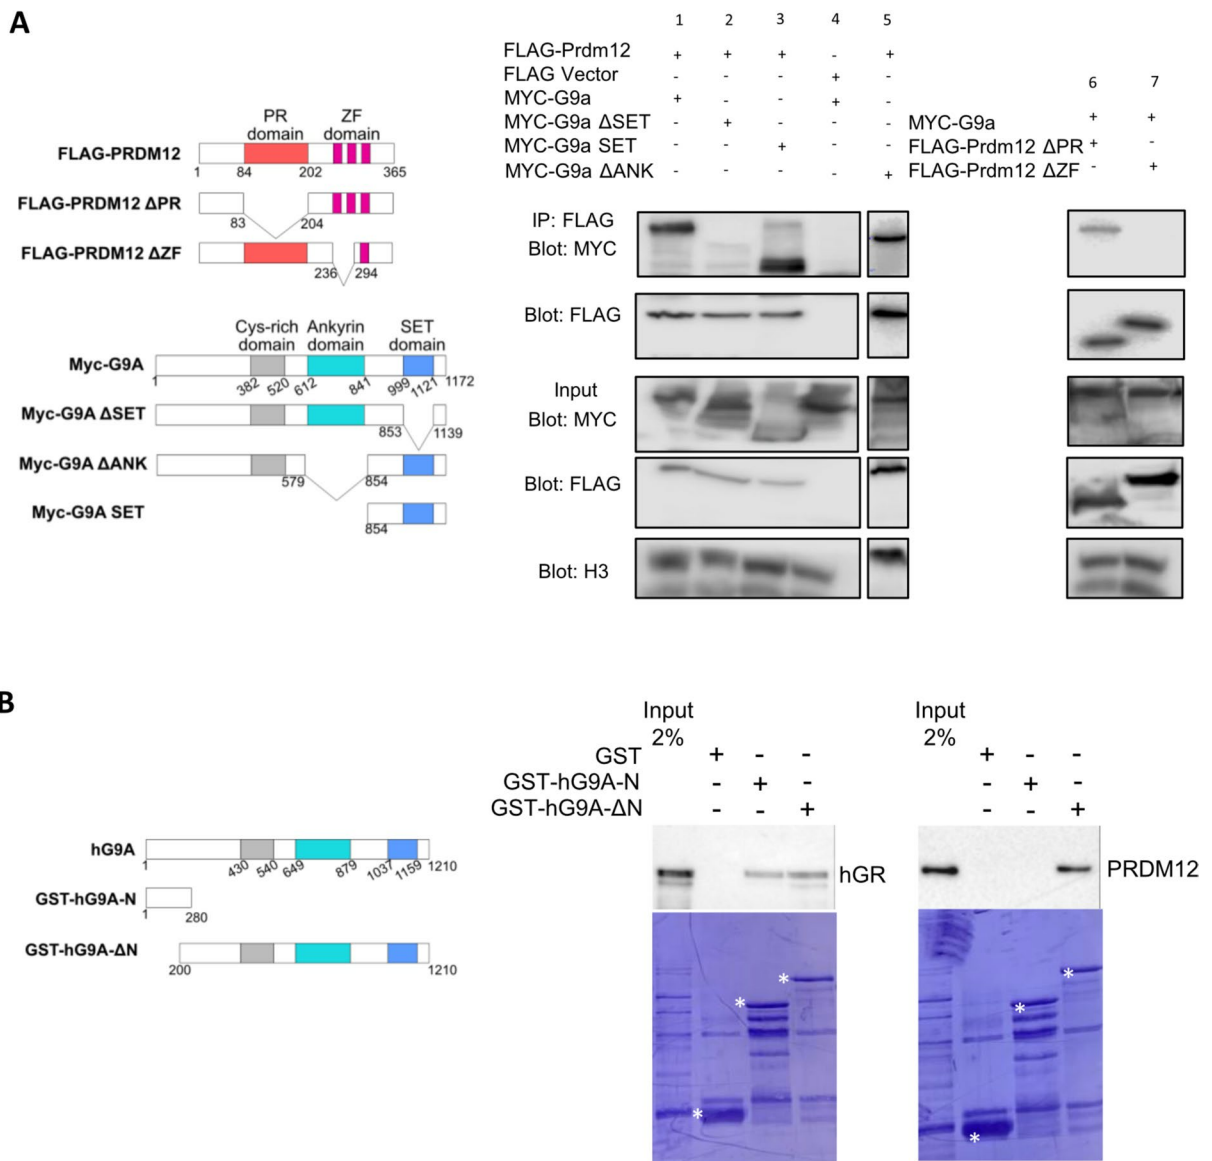 A
1 2 3 4 5
FLAG-Prdm12 + + + - +
FLAG Vector - - - + -
MYC-G9a + - - + -
MYC-G9a ΔSET - + - - -
MYC-G9a SET - - + - -
MYC-G9a ΔANK - - - - +
6 7
MYC-G9a + +
FLAG-Prdm12 ΔPR + -
FLAG-Prdm12 ΔZF - +
PR domain ZF domain
FLAG-PRDM12
1 84 202 365
FLAG-PRDM12 ΔPR
83 204
FLAG-PRDM12 ΔZF
236 294
Cys-rich domain Ankyrin domain SET domain
Myc-G9A
1 382 520 612 841 999 1121 1172
Myc-G9A ΔSET
853 1139
Myc-G9A ΔANK
579 854
Myc-G9A SET
854
IP: FLAG
Blot: MYC
Blot: FLAG
Input
Blot: MYC
Blot: FLAG
Blot: H3
B
hG9A
1 430 540 649 879 1037 1159 1210
GST-hG9A-N
1 280
GST-hG9A-ΔN
200 1210
Input
2%
GST + - -
GST-hG9A-N - + -
GST-hG9A-ΔN - - +
hGR
* * *
Input
2%
+ - -
- + -
- - +
PRDM12
* * *